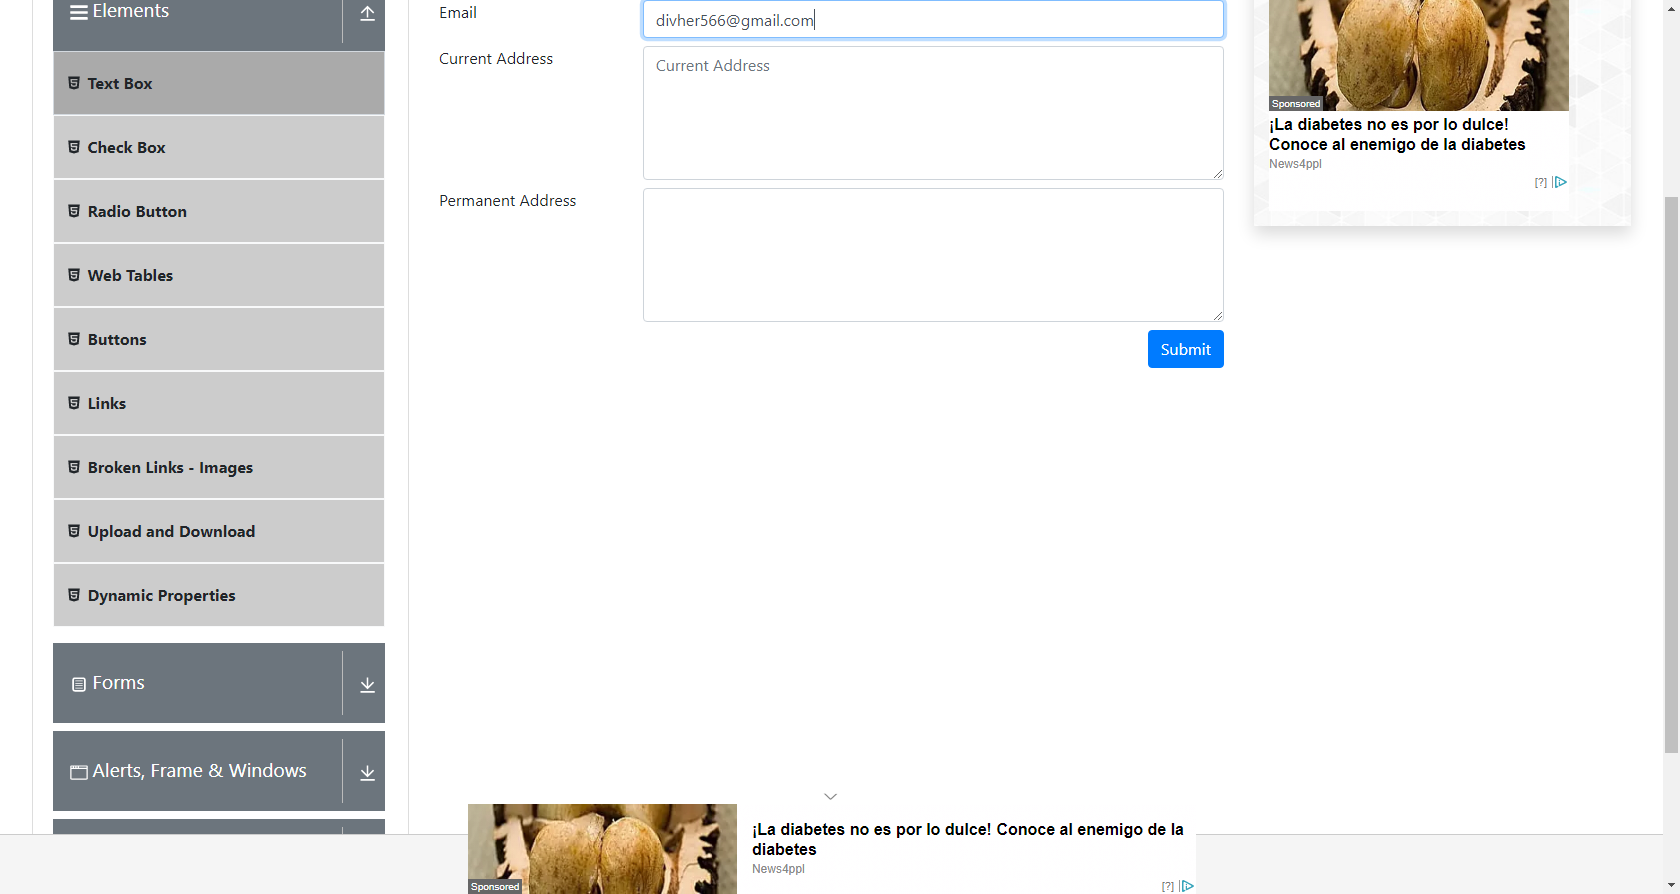 Elements
Text Box
Check Box
Radio Button
Web Tables
Buttons
Links
Broken Links - Images
Upload and Download
Dynamic Properties
Forms
Alerts, Frame & Windows
Email
divher566@gmail.com
Current Address
Current Address
Permanent Address
Submit
Sponsored
¡La diabetes no es por lo dulce!
Conoce al enemigo de la diabetes
News4ppl
[?]
Sponsored
¡La diabetes no es por lo dulce! Conoce al enemigo de la
diabetes
News4ppl
[?]